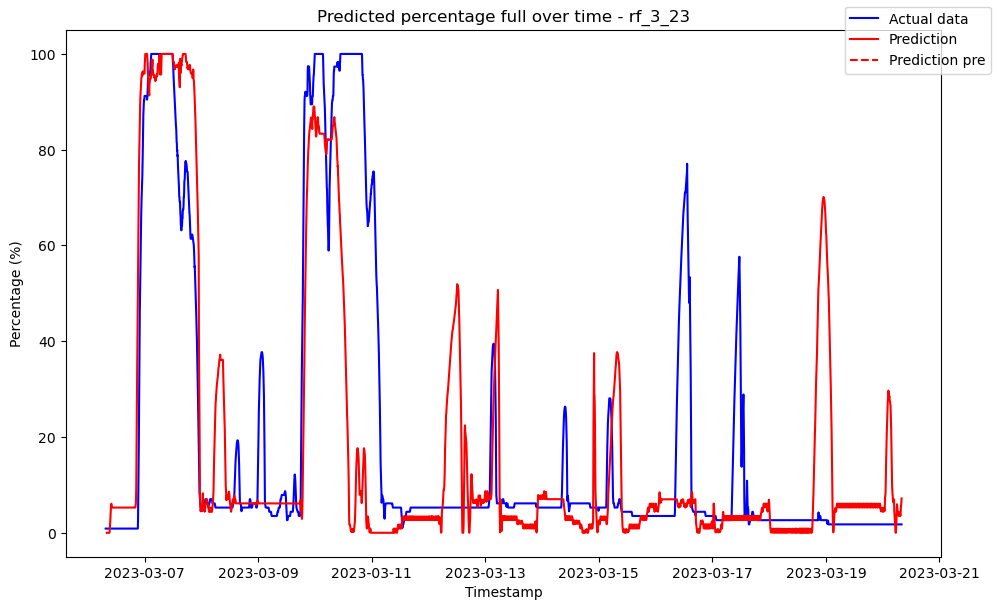 Predicted percentage full over time - rf_3_23
Actual data
Prediction
Prediction pre
Percentage (%)
100
80
60
40
20
0
2023-03-07
2023-03-09
2023-03-11
2023-03-13
2023-03-15
2023-03-17
2023-03-19
2023-03-21
Timestamp